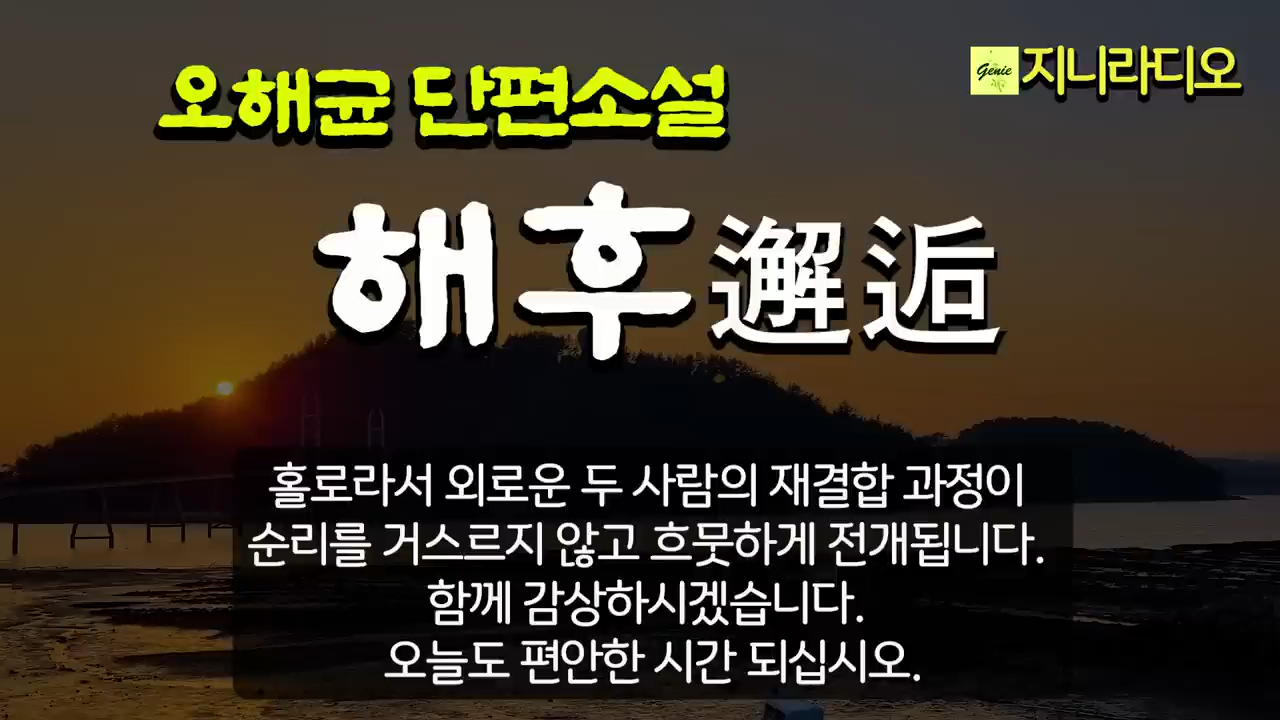 오해균 단편소설
Genie 지니라디오
해후邂逅
홀로라서 외로운 두 사람의 재결합 과정이
순리를 거스르지 않고 흐뭇하게 전개됩니다.
함께 감상하시겠습니다.
오늘도 편안한 시간 되십시오.